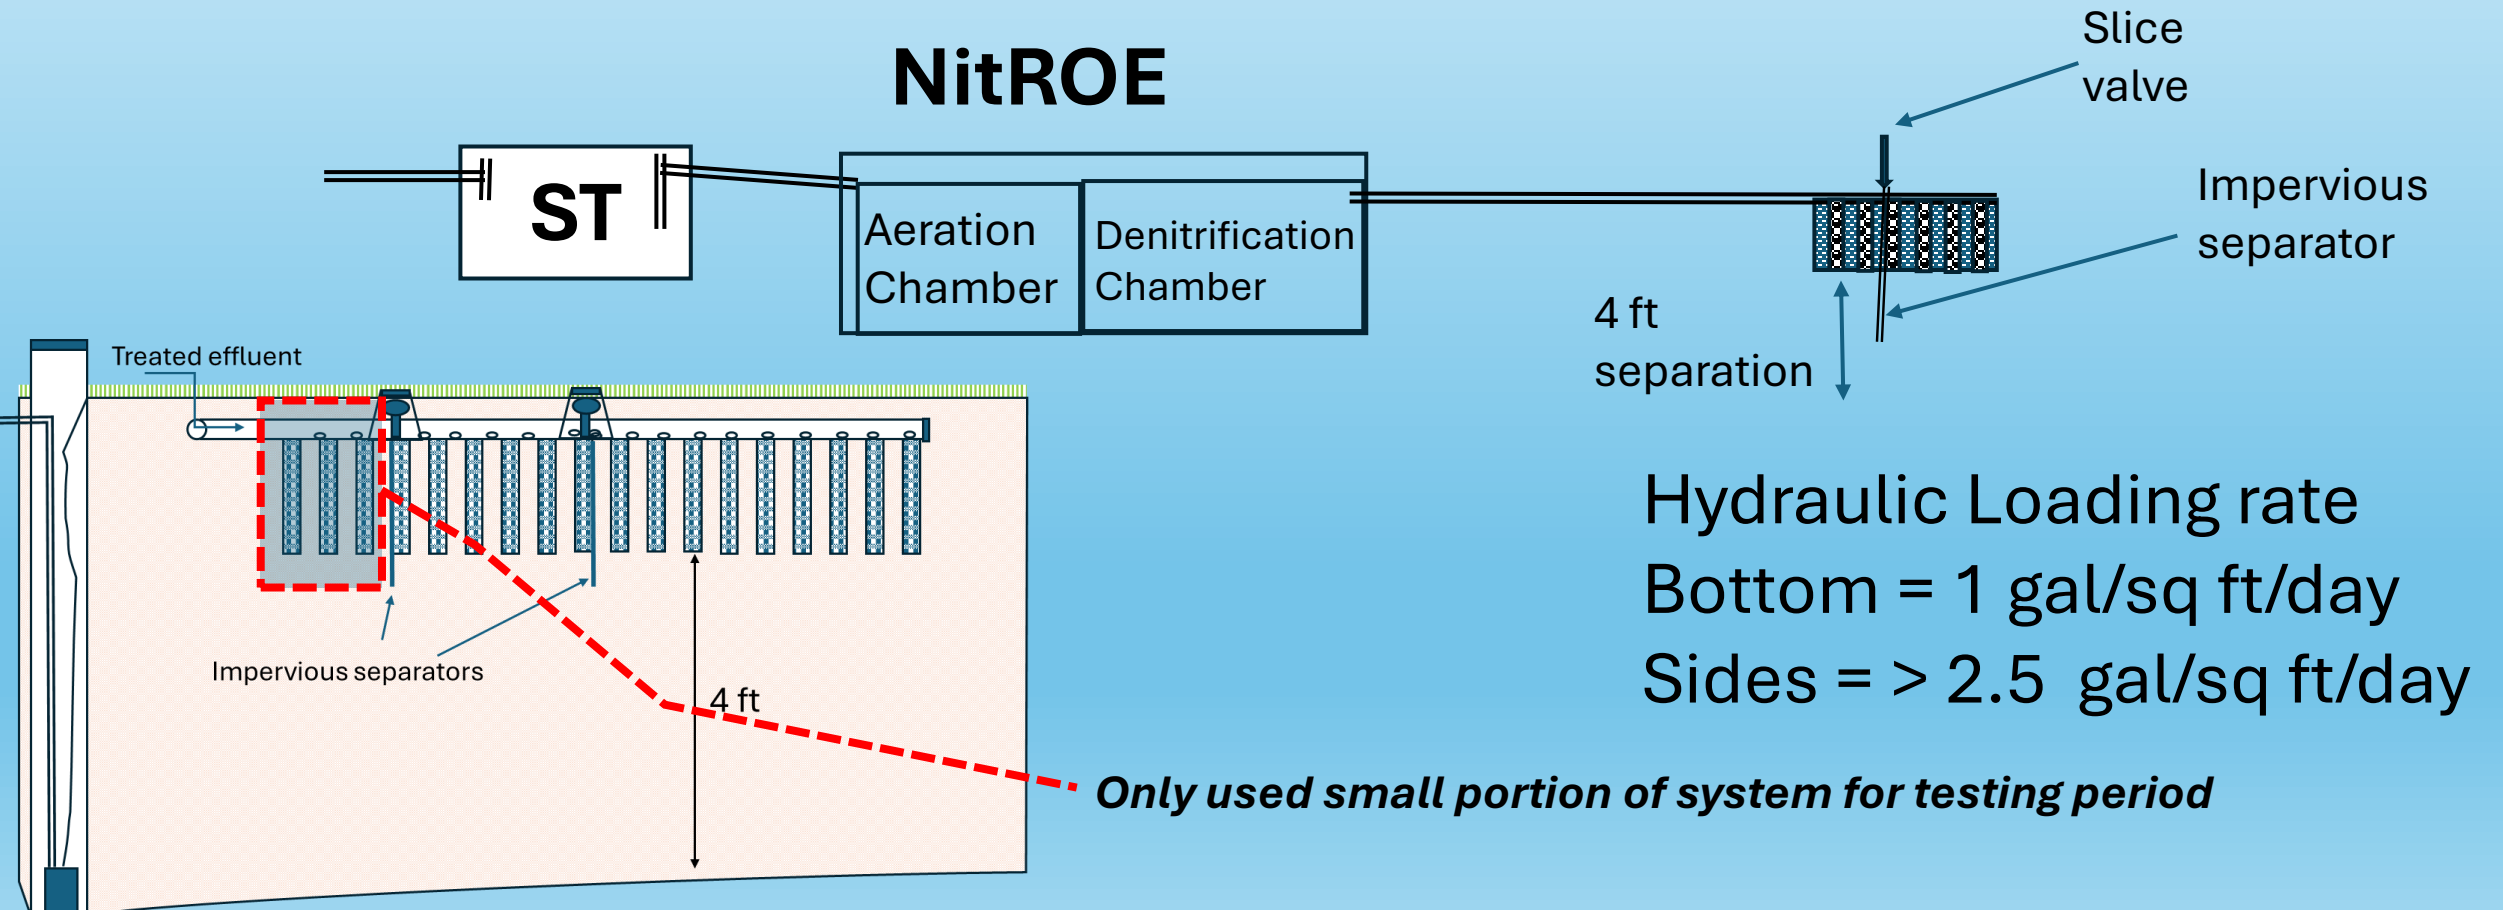 NitROE
Slice
valve
ST
Aeration
Chamber
Denitrification
Chamber
Impervious
separator
4 ft
separation
Treated effluent
Impervious separators
4 ft
Hydraulic Loading rate
Bottom = 1 gal/sq ft/day
Sides = > 2.5 gal/sq ft/day
Only used small portion of system for testing period